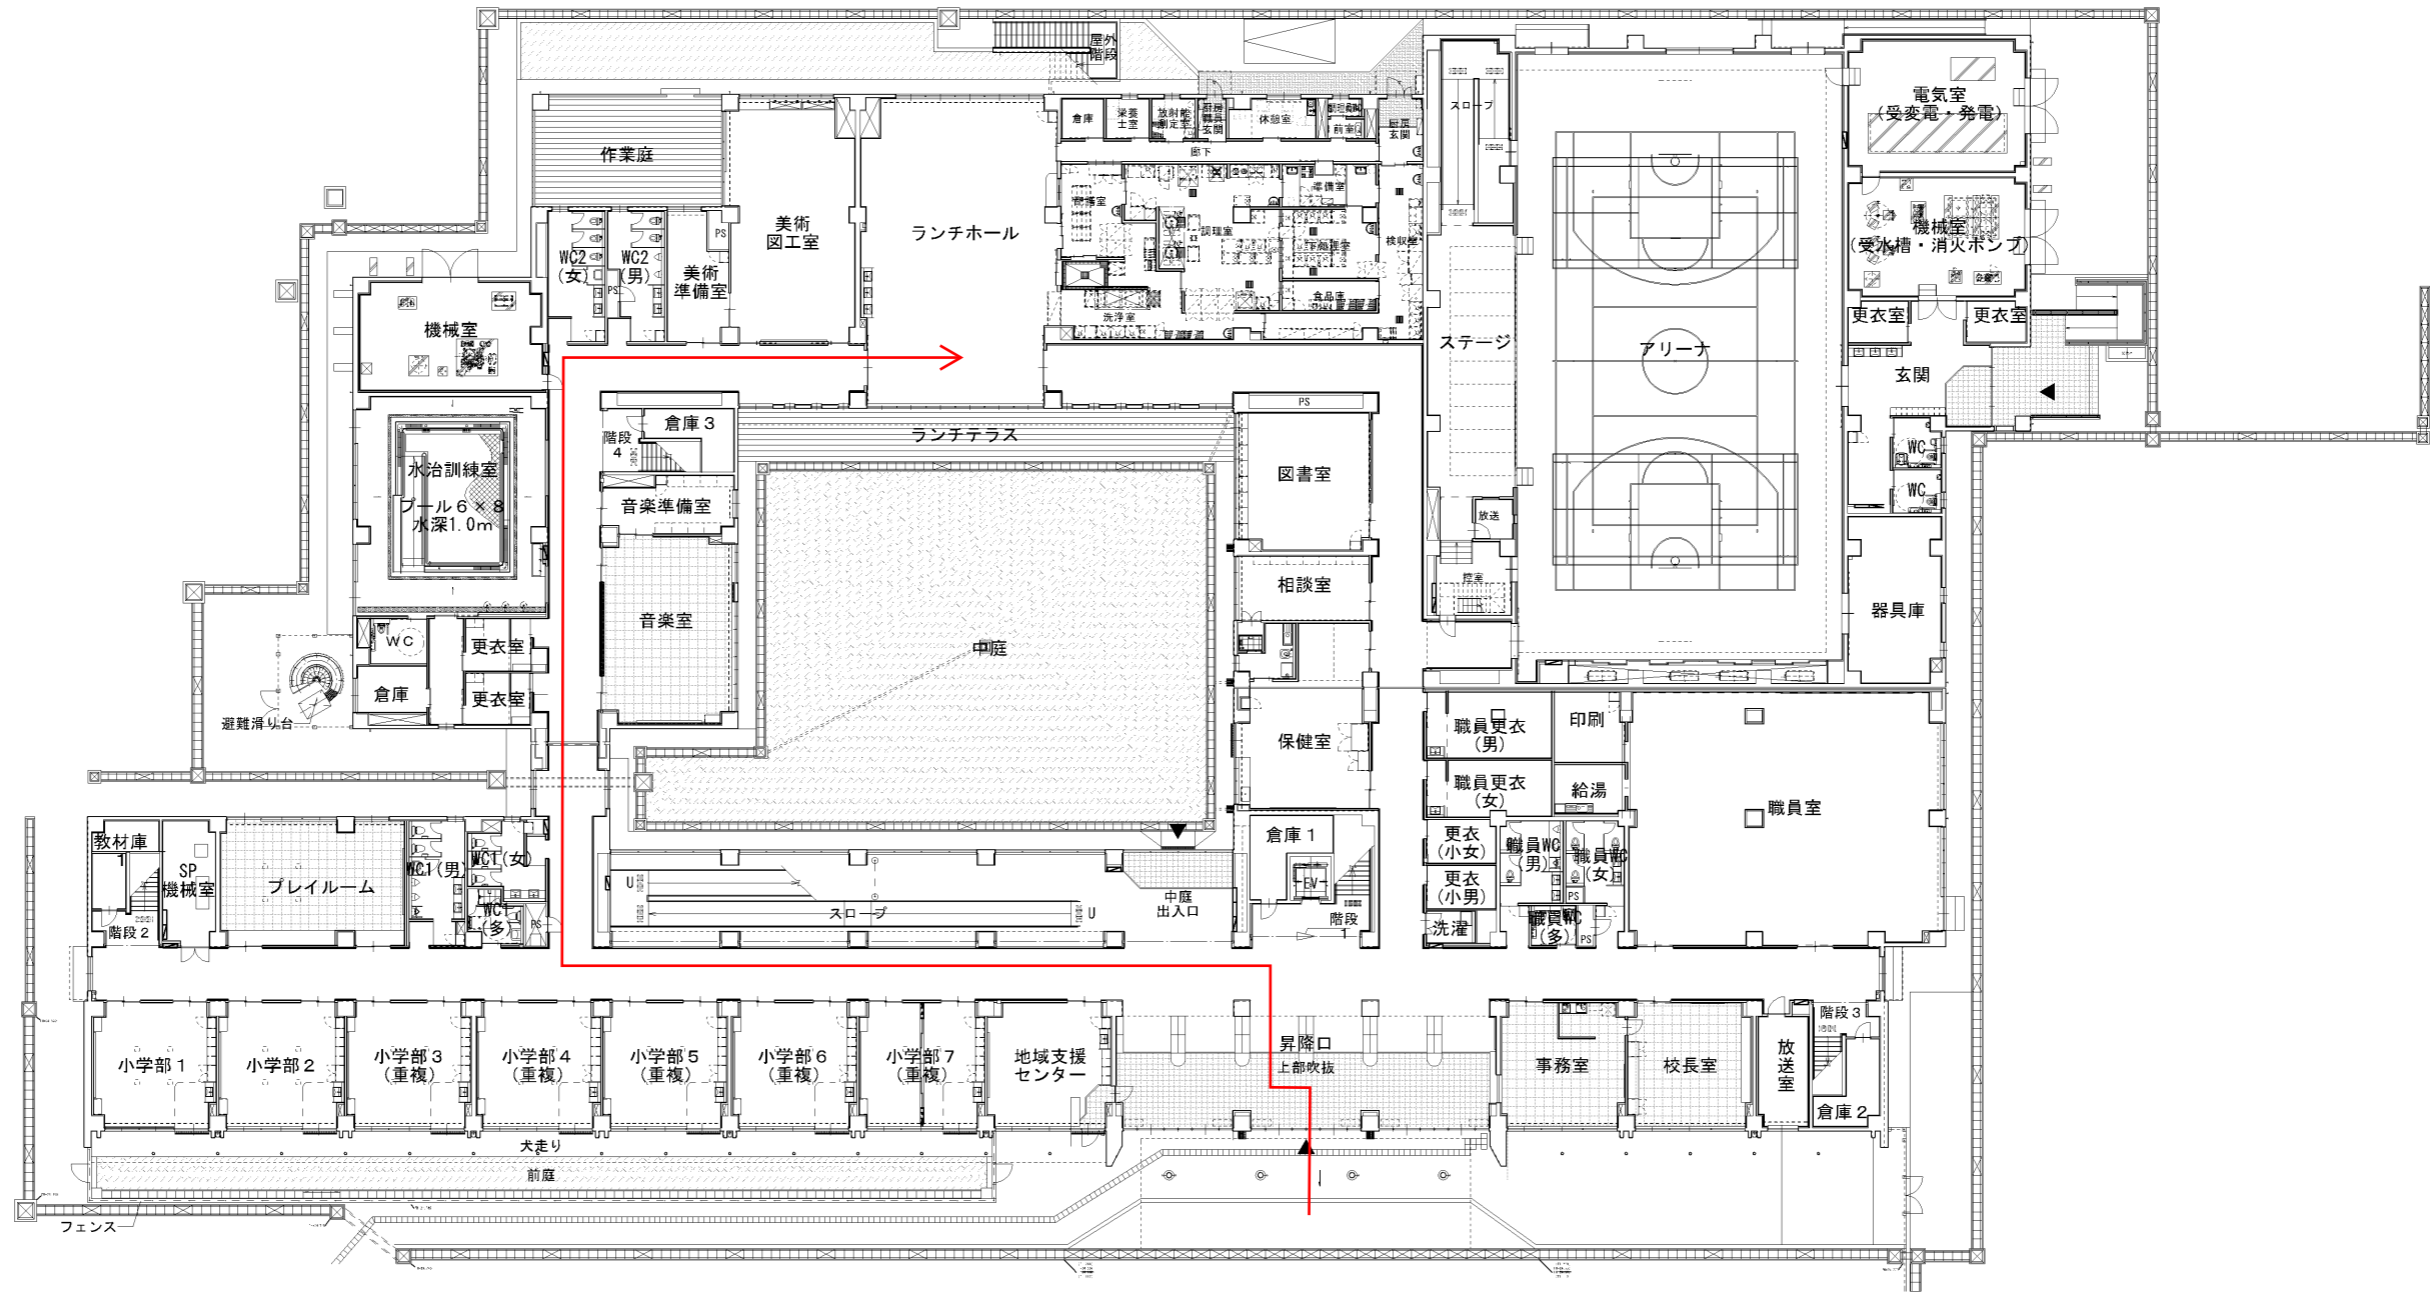 屋外
階段
倉庫
栄養
士室
放射能
測定室
厨房
職員
玄関
休憩室
前室
厨房
玄関
スロープ
電気室
(受変電・発電)
作業庭
廊下
準備室
美術
図工室
ランチホール
調理室
下処理室
検収室
機械室
(受水槽・消火ポンプ)
PS
WC2
(女)
WC2
(男)
PS
美術
準備室
食品庫
洗浄室
機械室
ステージ
アリーナ
更衣室
更衣室
玄関
PS
倉庫3
階段
4
ランチテラス
水治訓練室
プール6×8
水深1.0m
図書室
WC
WC
音楽準備室
放送
相談室
控室
器具庫
音楽室
WC
更衣室
中庭
倉庫
更衣室
避難滑り台
保健室
職員更衣
(男)
印刷
職員更衣
(女)
給湯
職員室
教材庫
1
SP
機械室
プレイルーム
WC1(男)
WC1(女)
WC1
(多)
PS
階段2
U
スロープ
U
中庭
出入口
倉庫1
EV
階段
1
更衣
(小女)
更衣
(小男)
洗濯
職員WC
(男)
職員WC
(女)
PS
職員WC
(多)
PS
小学部1
小学部2
小学部3
(重複)
小学部4
(重複)
小学部5
(重複)
小学部6
(重複)
小学部7
(重複)
地域支援
センター
昇降口
上部吹抜
事務室
校長室
放
送
室
階段3
倉庫2
犬走り
前庭
フェンス